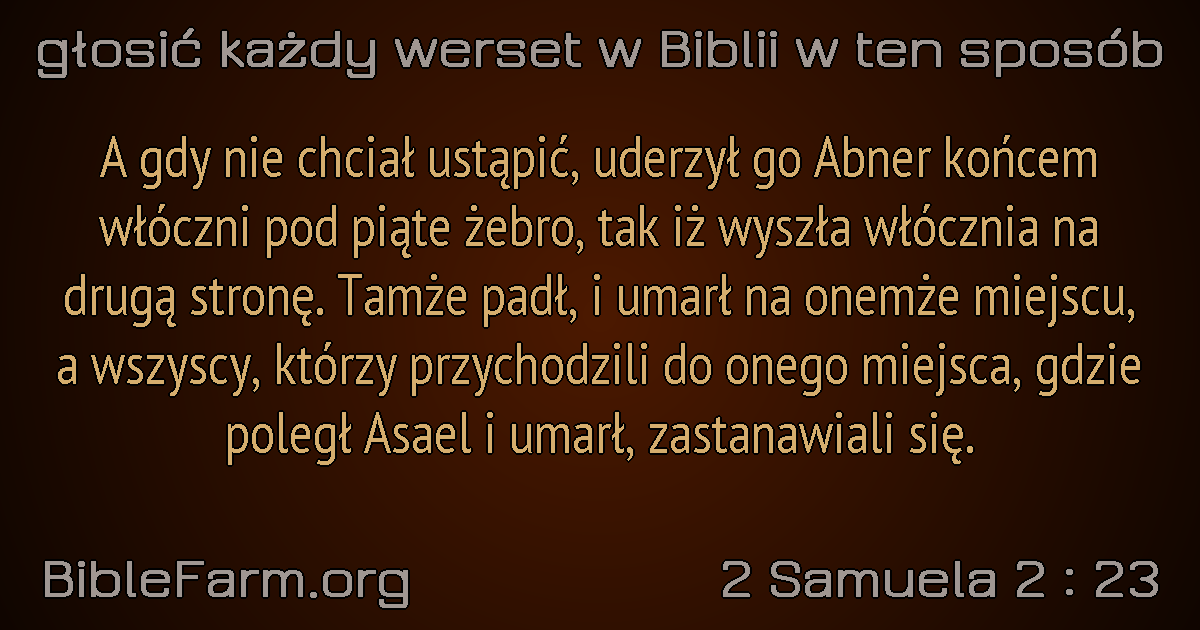 głosić każdy werset w Biblii w ten sposób
A gdy nie chciał ustąpić, uderzył go Abner końcem
włóczni pod piąte żebro, tak iż wyszła włócznia na
drugą stronę. Tamże padł, i umarł na onemże miejscu,
a wszyscy, którzy przychodzili do onego miejsca, gdzie
poległ Asael i umarł, zastanawiali się.
BibleFarm.org
2 Samuela 2 : 23